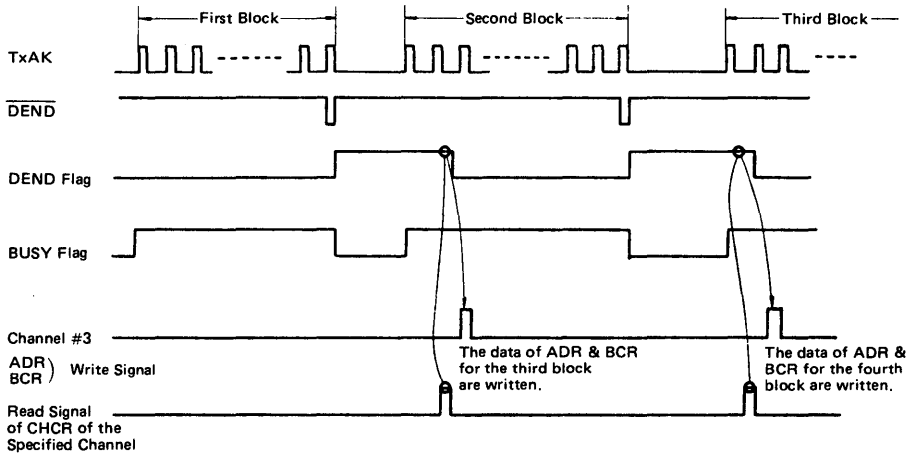 First Block
Second Block
Third Block
TxAK
DEND
DEND Flag
BUSY Flag
Channel #3
ADR
BCR ) Write Signal
The data of ADR & BCR
for the third block
are written.
The data of ADR &
BCR for the fourth
block are written.
Read Signal
of CHCR of the
Specified Channel